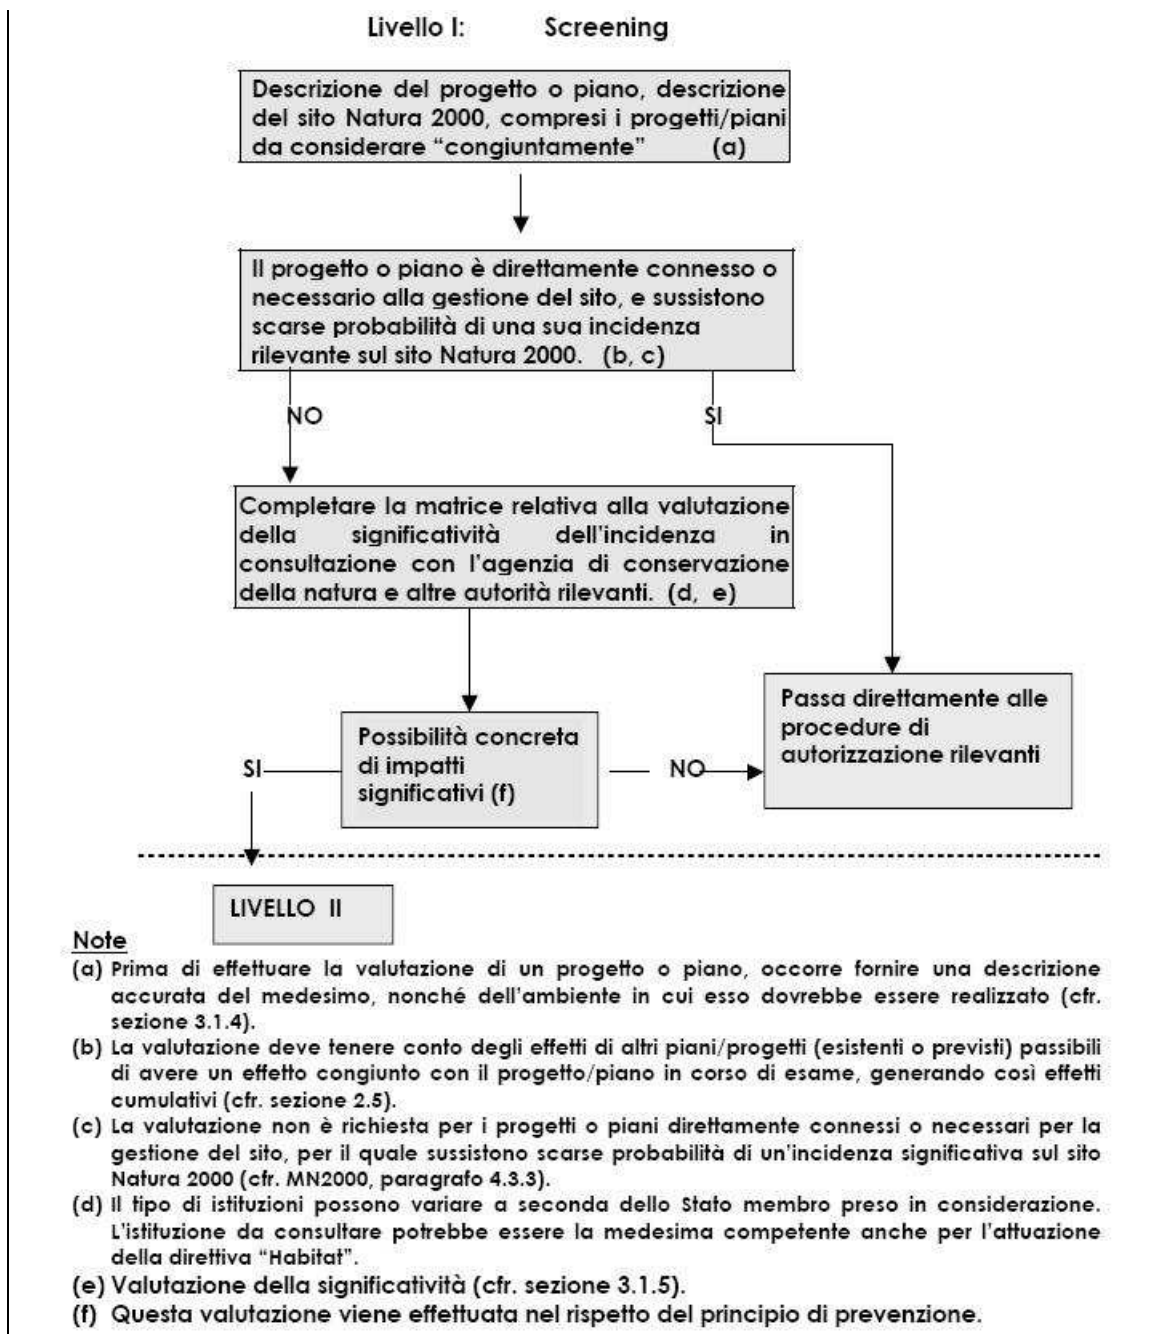 Livello I: Screening
Descrizione del progetto o piano, descrizione
del sito Natura 2000, compresi i progetti/piani
da considerare “congiuntamente” (a)
Il progetto o piano è direttamente connesso o
necessario alla gestione del sito, e sussistono
scarse probabilità di una sua incidenza
rilevante sul sito Natura 2000. (b, c)
NO
SI
Completare la matrice relativa alla valutazione
della significatività dell’incidenza in
consultazione con l’agenzia di conservazione
della natura e altre autorità rilevanti. (d, e)
Passa direttamente alle
procedure di
autorizzazione rilevanti
Possibilità concreta
di impatti
significativi (f)
SI
NO
LIVELLO II
Note
(a) Prima di effettuare la valutazione di un progetto o piano, occorre fornire una descrizione
accurata del medesimo, nonché dell’ambiente in cui esso dovrebbe essere realizzato (cfr.
sezione 3.1.4).
(b) La valutazione deve tenere conto degli effetti di altri piani/progetti (esistenti o previsti) passibili
di avere un effetto congiunto con il progetto/piano in corso di esame, generando così effetti
cumulativi (cfr. sezione 2.5).
(c) La valutazione non è richiesta per i progetti o piani direttamente connessi o necessari per la
gestione del sito, per il quale sussistono scarse probabilità di un’incidenza significativa sul sito
Natura 2000 (cfr. MN2000, paragrafo 4.3.3).
(d) Il tipo di istituzioni possono variare a seconda dello Stato membro preso in considerazione.
L’istituzione da consultare potrebbe essere la medesima competente anche per l’attuazione
della direttiva “Habitat”.
(e) Valutazione della significatività (cfr. sezione 3.1.5).
(f) Questa valutazione viene effettuata nel rispetto del principio di prevenzione.